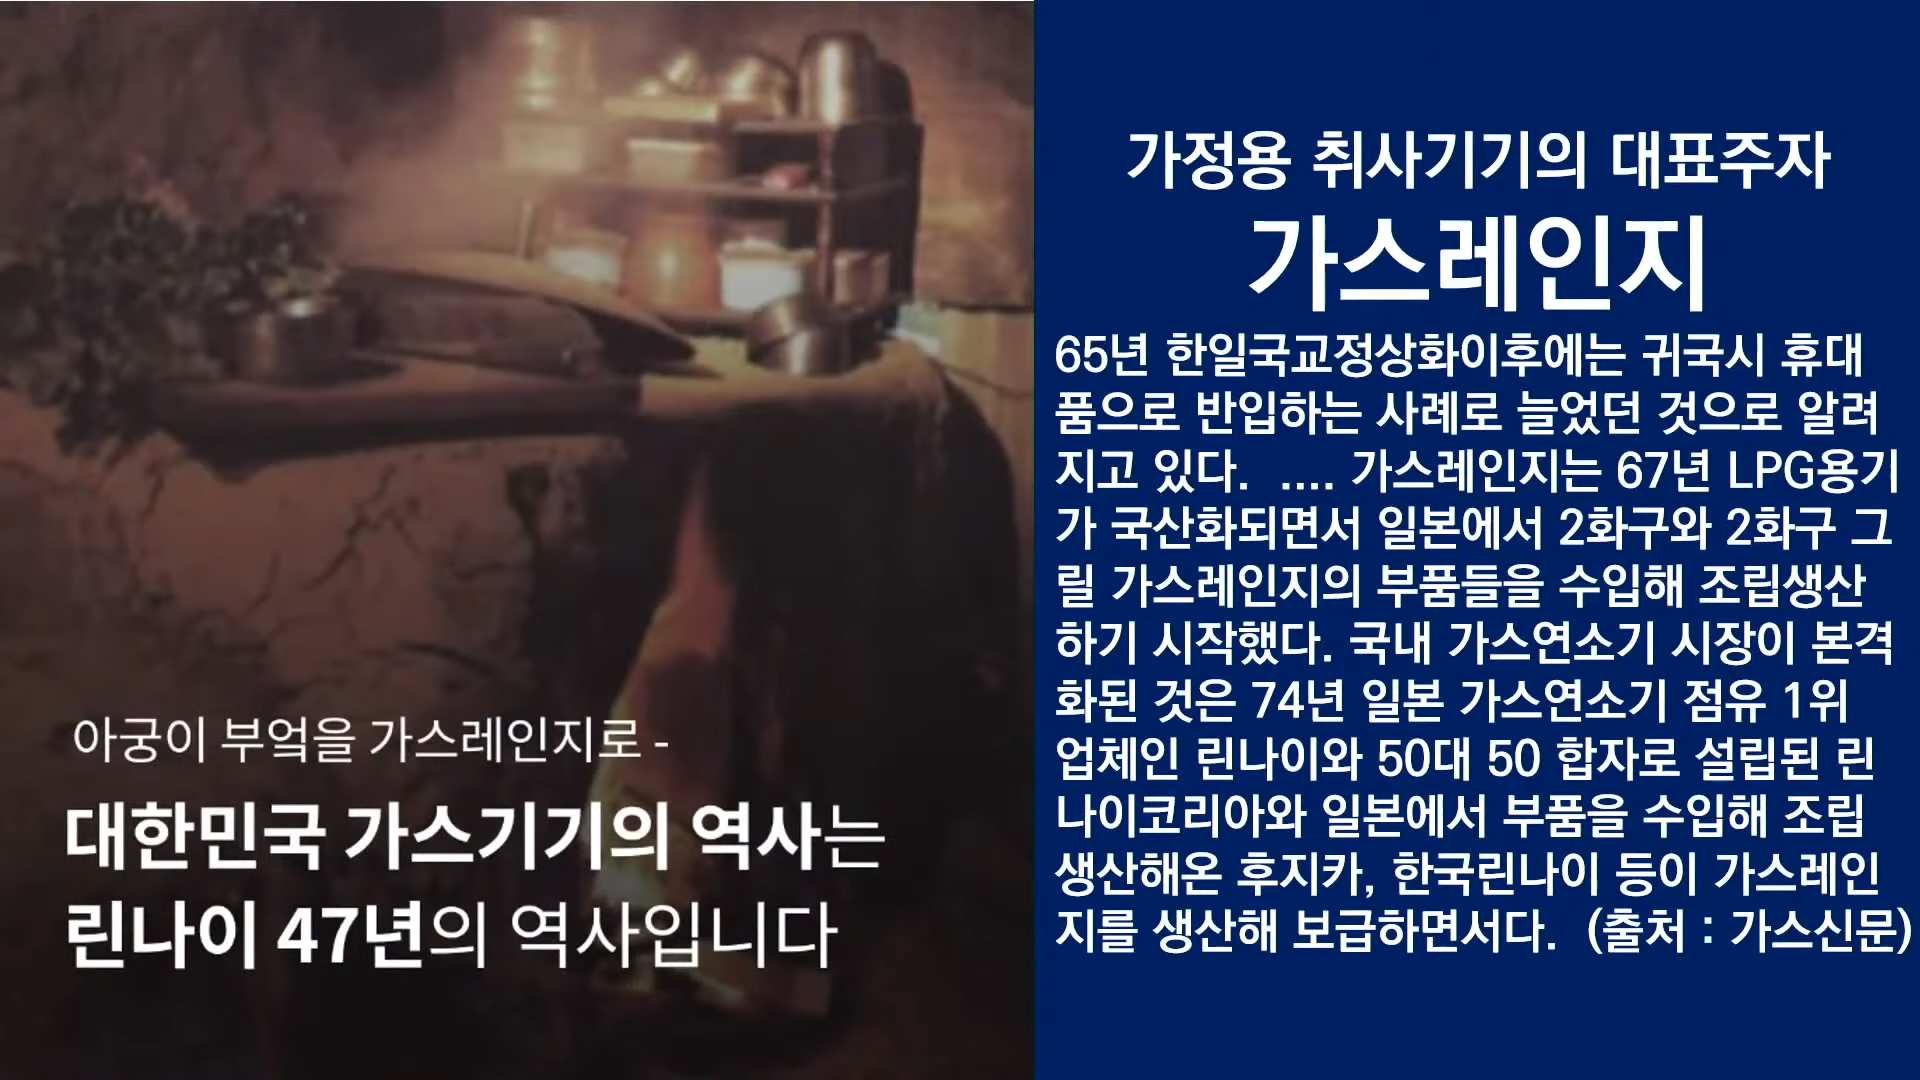 아궁이 부엌을 가스레인지로 -
대한민국 가스기기의 역사는
린나이 47년의 역사입니다
가정용 취사기기의 대표주자
가스레인지
65년 한일국교정상화이후에는 귀국시 휴대
품으로 반입하는 사례로 늘었던 것으로 알려
지고 있다.  .... 가스레인지는 67년 LPG용기
가 국산화되면서 일본에서 2화구와 2화구 그
릴 가스레인지의 부품들을 수입해 조립생산
하기 시작했다. 국내 가스연소기 시장이 본격
화된 것은 74년 일본 가스연소기 점유 1위
업체인 린나이와 50대 50 합자로 설립된 린
나이코리아와 일본에서 부품을 수입해 조립
생산해온 후지카, 한국린나이 등이 가스레인
지를 생산해 보급하면서다.  (출처 : 가스신문)